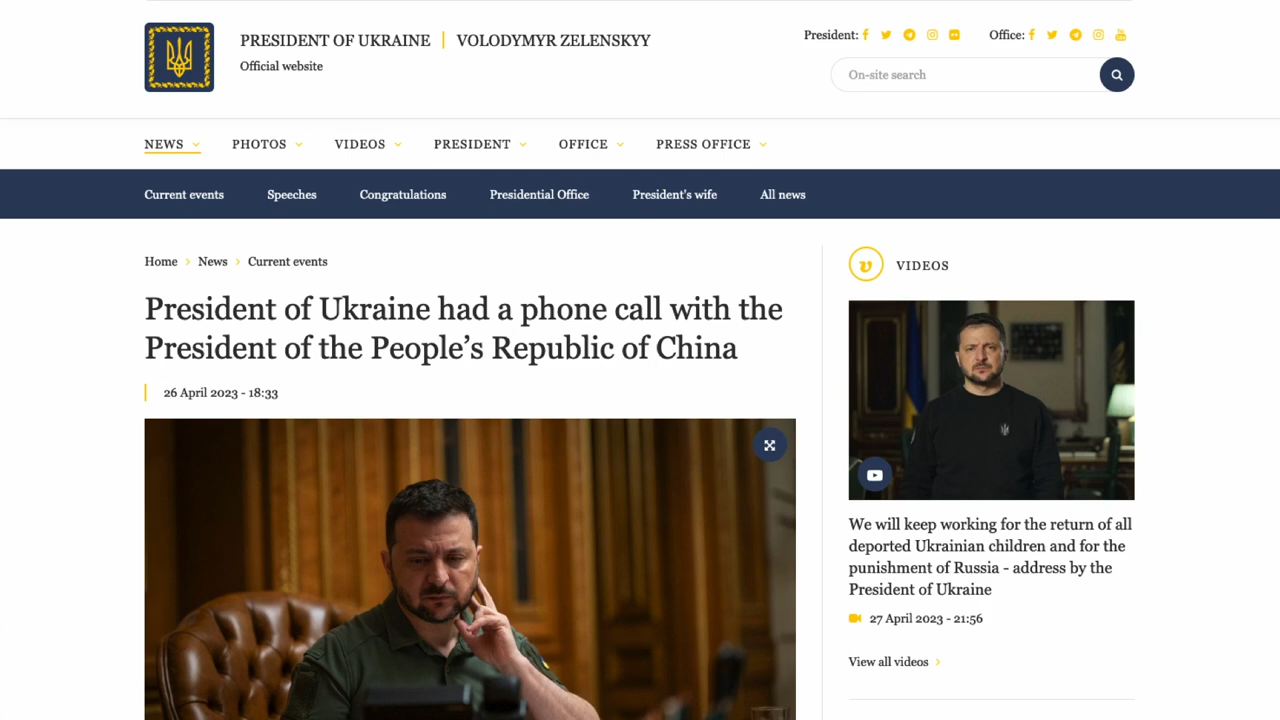 PRESIDENT OF UKRAINE | VOLODYMYR ZELENSKYY
Official website
President:
Office:
On-site search
NEWS
PHOTOS
VIDEOS
PRESIDENT
OFFICE
PRESS OFFICE
Current events
Speeches
Congratulations
Presidential Office
President's wife
All news
Home > News > Current events
President of Ukraine had a phone call with the
President of the People’s Republic of China
26 April 2023 - 18:33
VIDEOS
We will keep working for the return of all
deported Ukrainian children and for the
punishment of Russia - address by the
President of Ukraine
27 April 2023 - 21:56
View all videos >